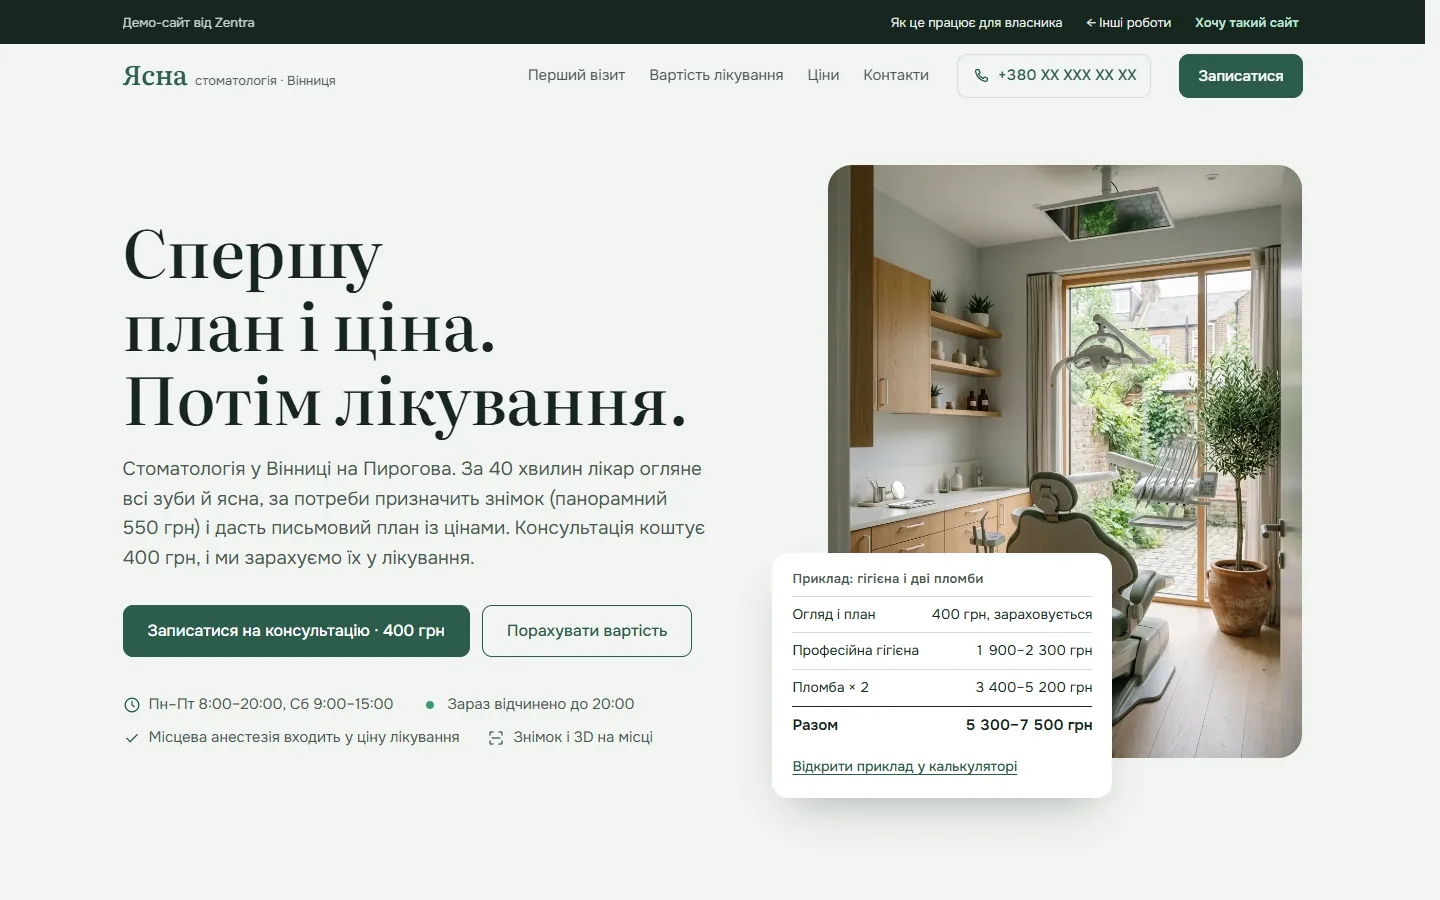 Демо-сайт від Zentra
Як це працює для власника
← Інші роботи
Хочу такий сайт
Ясна стоматологія · Вінниця
Перший візит
Вартість лікування
Ціни
Контакти
+380 XX XXX XX XX
Записатися
Спершу
план і ціна.
Потім лікування.
Стоматологія у Вінниці на Пирогова. За 40 хвилин лікар огляне
всі зуби й ясна, за потреби призначить знімок (панорамний
550 грн) і дасть письмовий план із цінами. Консультація коштує
400 грн, і ми зарахуємо їх у лікування.
Записатися на консультацію · 400 грн
Порахувати вартість
Пн–Пт 8:00–20:00, Сб 9:00–15:00
Зараз відчинено до 20:00
Місцева анестезія входить у ціну лікування
Знімок і 3D на місці
Приклад: гігієна і дві пломби
Огляд і план 400 грн, зараховується
Професійна гігієна 1 900–2 300 грн
Пломба × 2 3 400–5 200 грн
Разом 5 300–7 500 грн
Відкрити приклад у калькуляторі